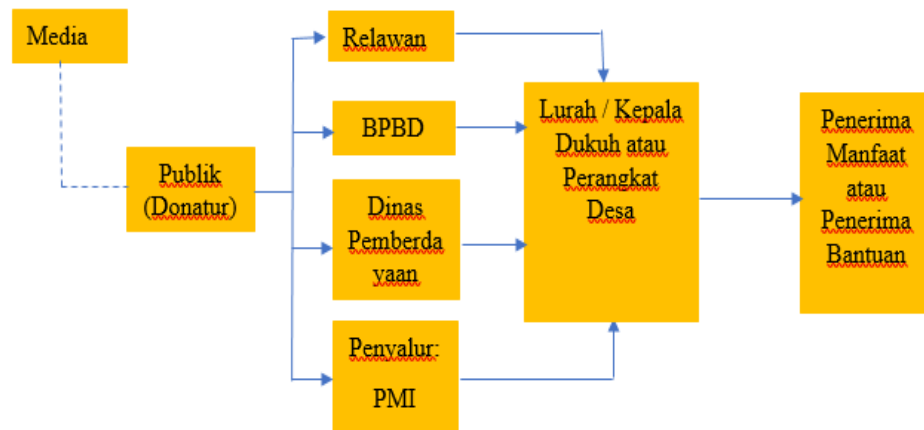 Media
Publik
(Donatur)
Relawan
BPBD
Dinas
Pemberda
yaan
Penyalur:
PMI
Lurah / Kepala
Dukuh atau
Perangkat
Desa
Penerima
Manfaat
atau
Penerima
Bantuan